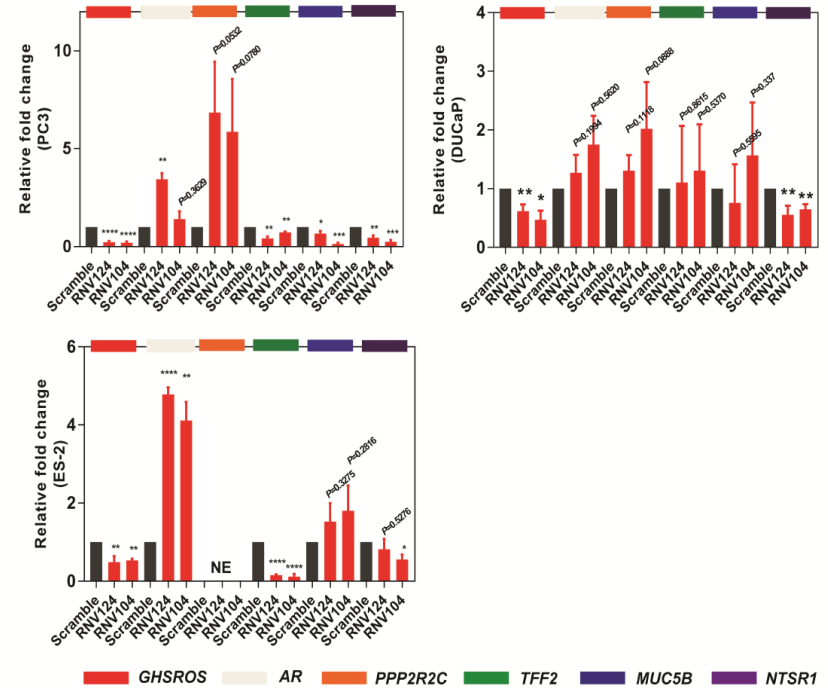 Relative fold change
(PC3)
12
10
5
0
****
****
**
P=0.3629
P=0.0532
P=0.0780
**
**
*
***
**
***
Scramble
RNV124
RNV104
Scramble
RNV124
RNV104
Scramble
RNV124
RNV104
Scramble
RNV124
RNV104
Scramble
RNV124
RNV104
Scramble
RNV124
RNV104
Relative fold change
(DUCaP)
4
3
2
1
0
**
*
P=0.1994
P=0.5620
P=0.1118
P=0.0888
P=0.8615
P=0.5370
P=0.5595
P=0.337
**
**
Scramble
RNV124
RNV104
Scramble
RNV124
RNV104
Scramble
RNV124
RNV104
Scramble
RNV124
RNV104
Scramble
RNV124
RNV104
Scramble
RNV124
RNV104
Relative fold change
(ES-2)
6
4
2
0
**
**
****
**
NE
****
****
P=0.3275
P=0.2816
P=0.5276
*
Scramble
RNV124
RNV104
Scramble
RNV124
RNV104
Scramble
RNV124
RNV104
Scramble
RNV124
RNV104
Scramble
RNV124
RNV104
Scramble
RNV124
RNV104
GHSROS AR PPP2R2C TFF2 MUC5B NTSR1